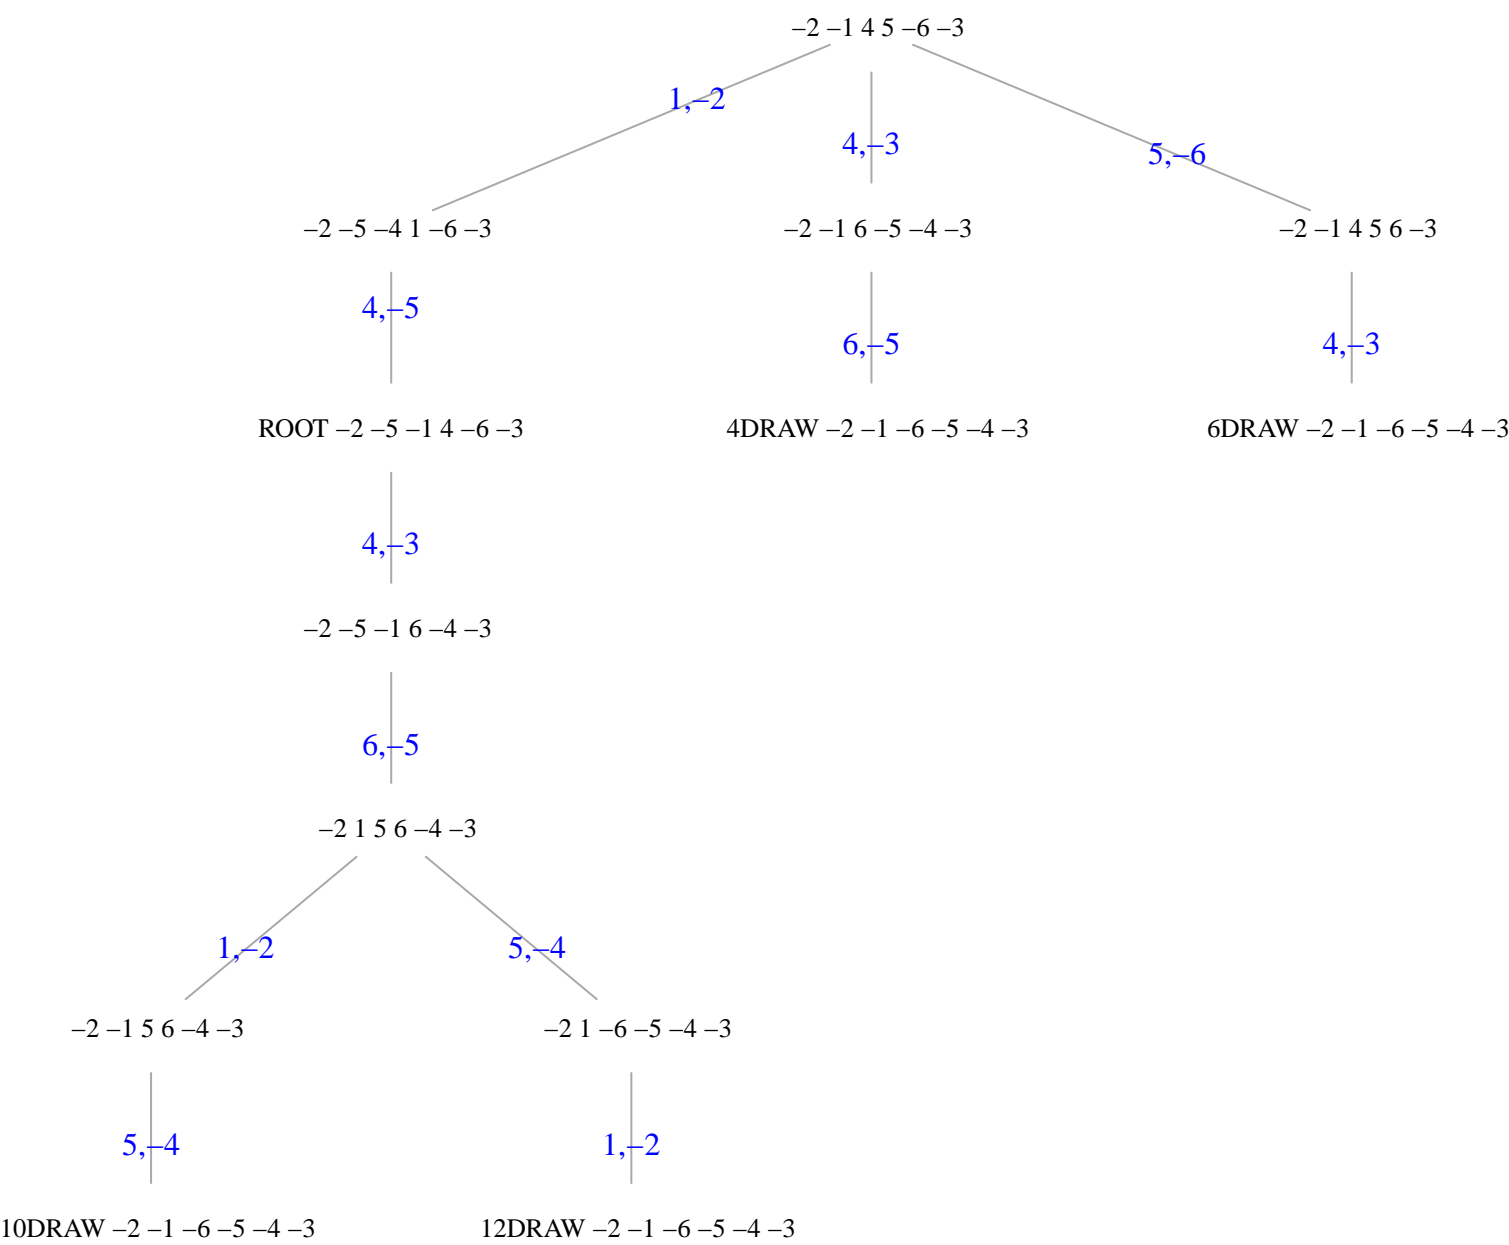 –2 –1 4 5 –6 –3
1,–2
4,–3
5,–6
–2 –5 –4 1 –6 –3
–2 –1 6 –5 –4 –3
–2 –1 4 5 6 –3
4,–5
6,–5
4,–3
ROOT –2 –5 –1 4 –6 –3
4DRAW –2 –1 –6 –5 –4 –3
6DRAW –2 –1 –6 –5 –4 –3
4,–3
–2 –5 –1 6 –4 –3
6,–5
–2 1 5 6 –4 –3
1,–2
5,–4
–2 –1 5 6 –4 –3
–2 1 –6 –5 –4 –3
5,–4
1,–2
10DRAW –2 –1 –6 –5 –4 –3
12DRAW –2 –1 –6 –5 –4 –3